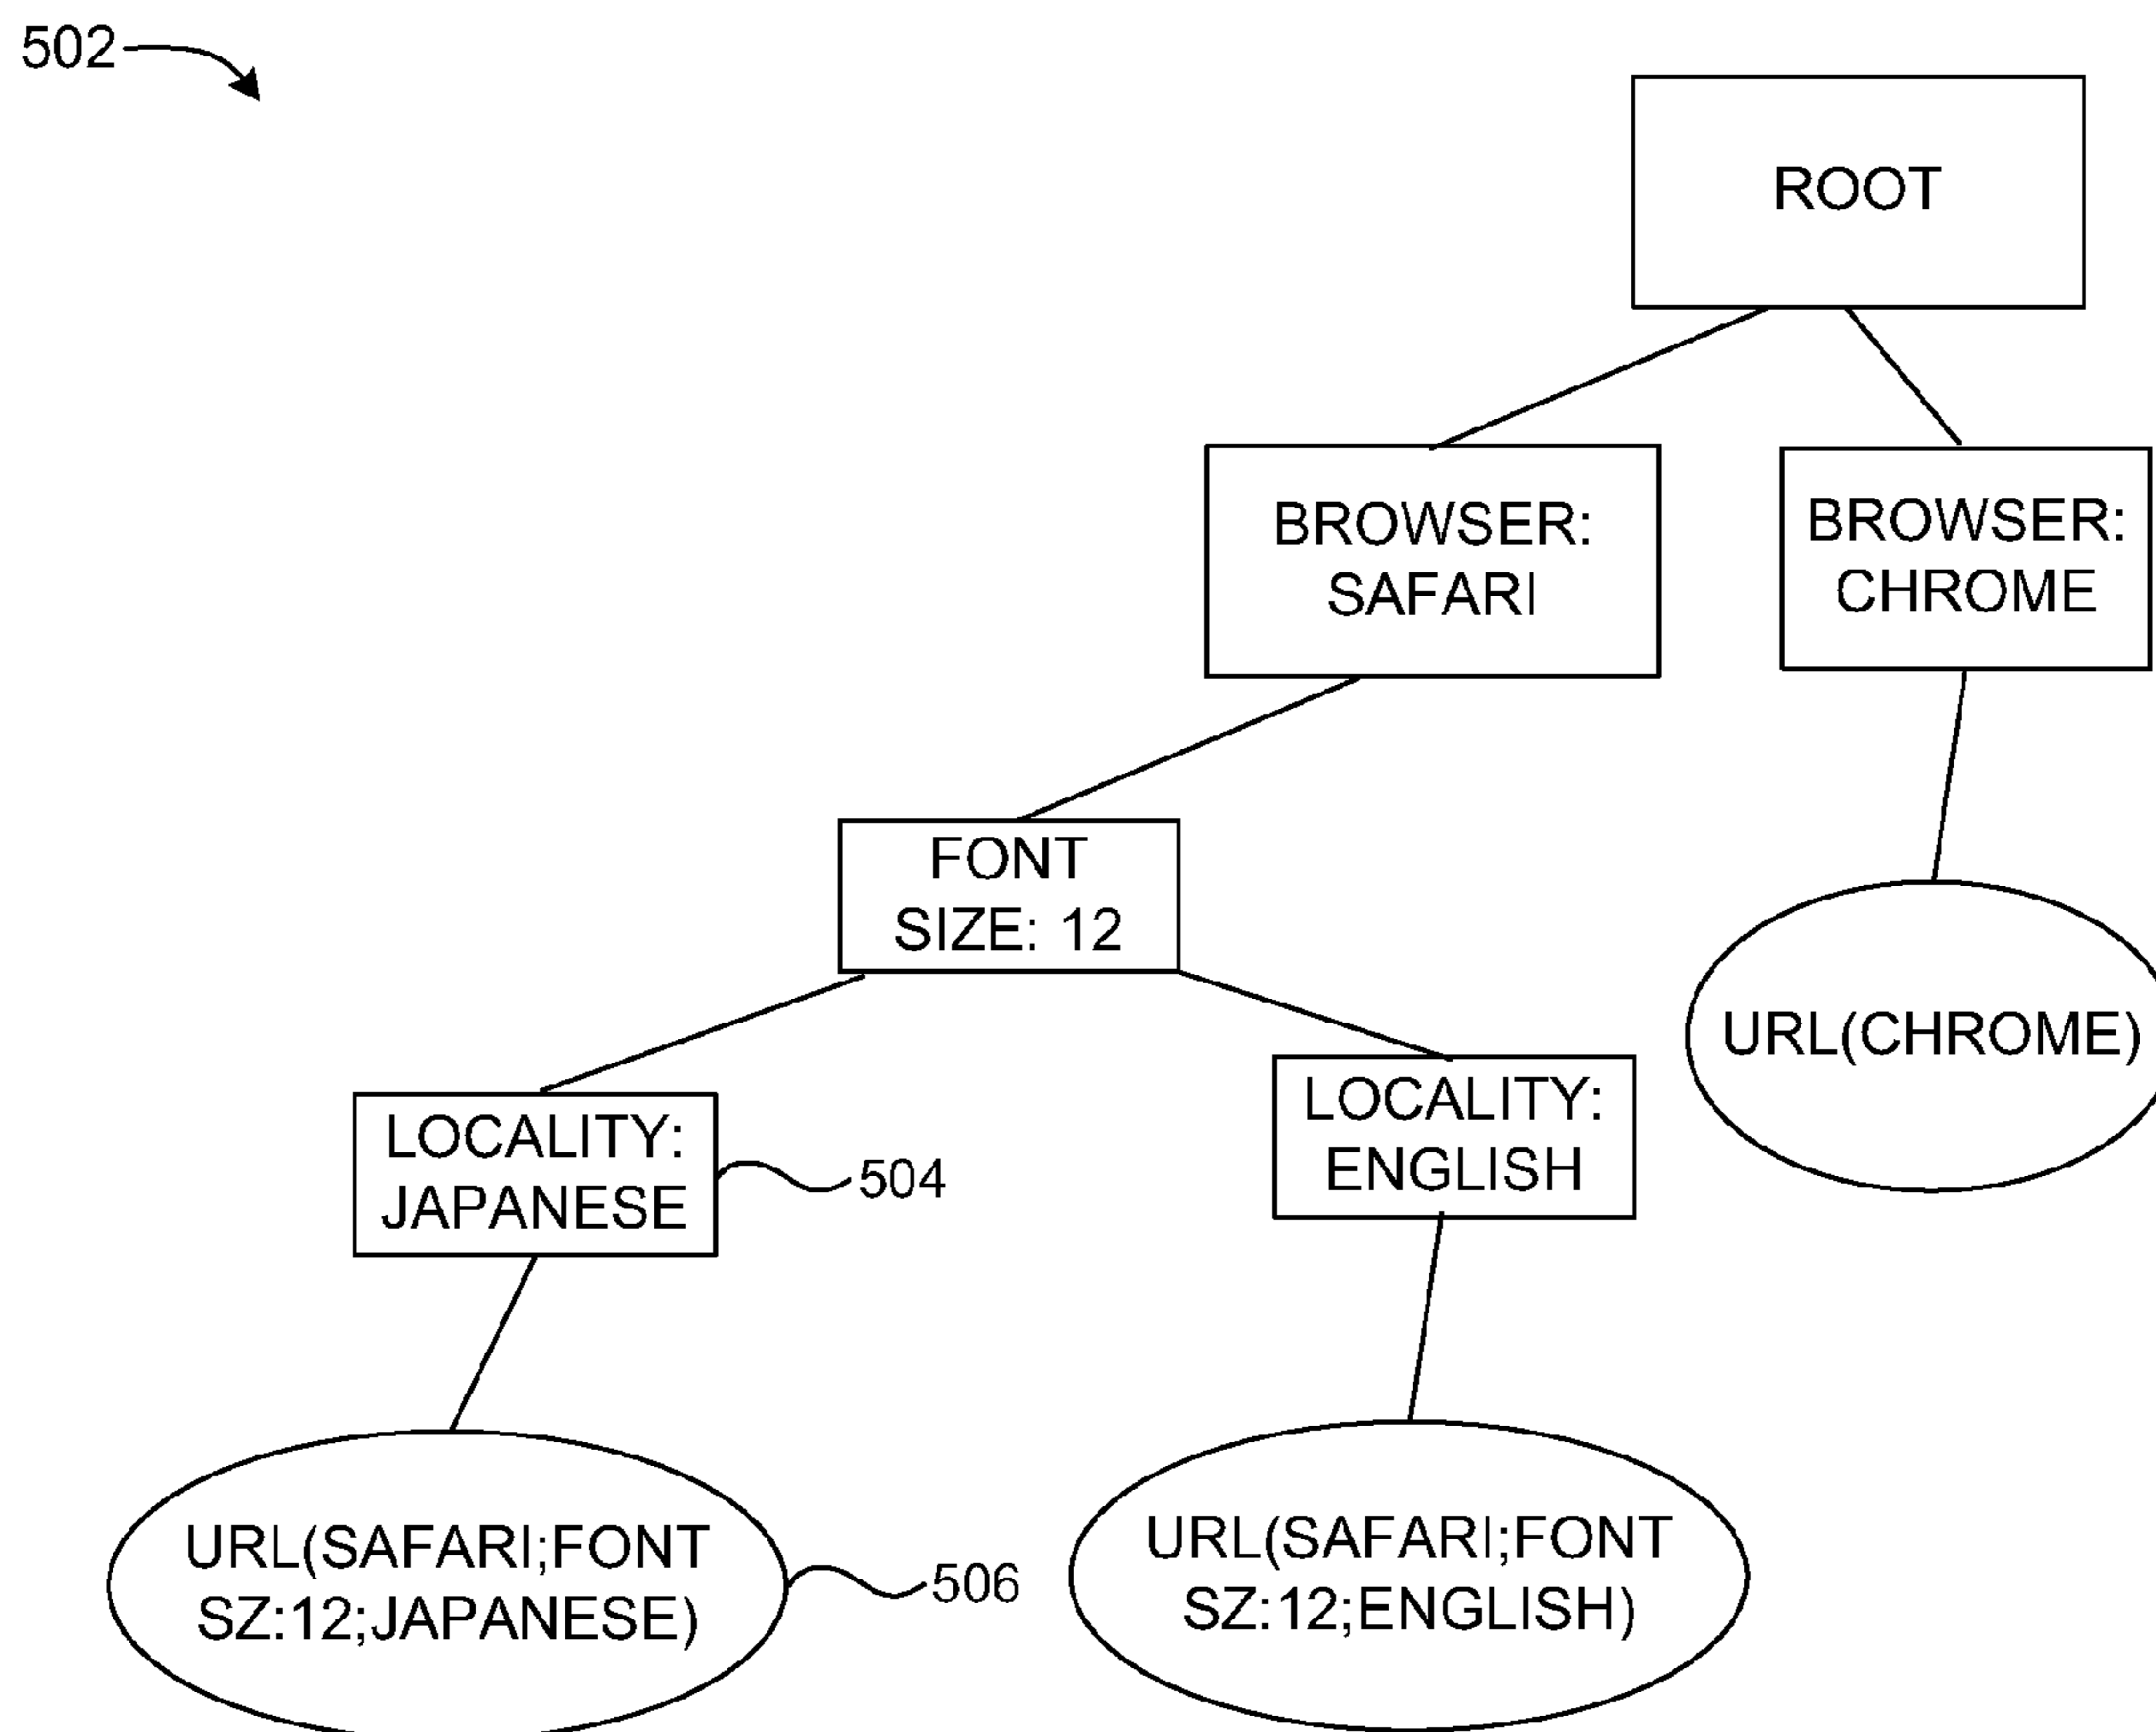 502
ROOT
BROWSER:
SAFARI
BROWSER:
CHROME
FONT
SIZE: 12
URL(CHROME)
LOCALITY:
JAPANESE
504
LOCALITY:
ENGLISH
URL(SAFARI;FONT
SZ:12;JAPANESE)
506
URL(SAFARI;FONT
SZ:12;ENGLISH)